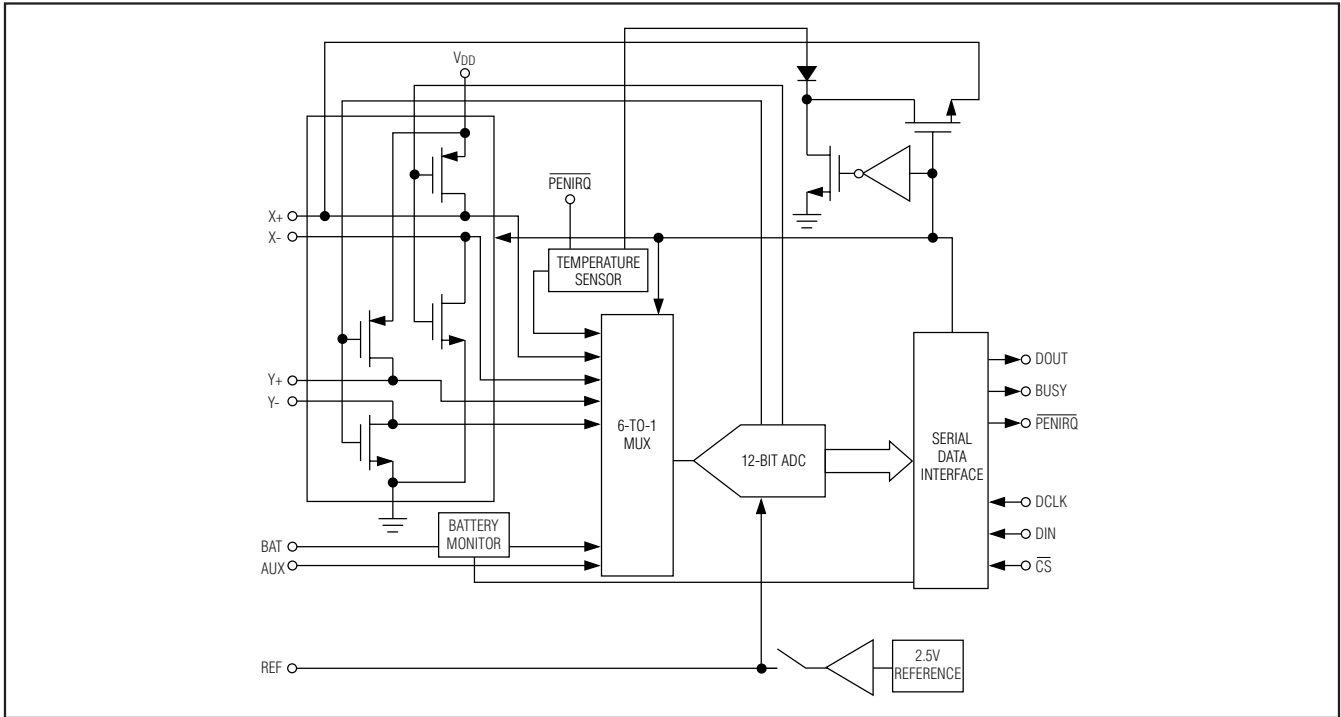 VDD
PENIRQ
X+
X-
TEMPERATURE
SENSOR
Y+
Y-
6-TO-1
MUX
12-BIT ADC
SERIAL
DATA
INTERFACE
DOUT
BUSY
PENIRQ
DCLK
DIN
CS
BATTERY
MONITOR
BAT
AUX
REF
2.5V
REFERENCE